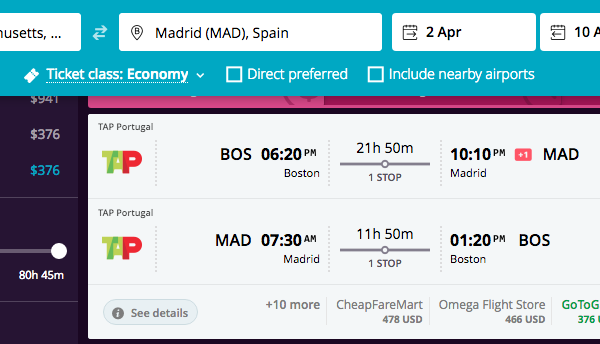 Madrid (MAD), Spain
2 Apr
Ticket class: Economy
Direct preferred
Include nearby airports
$941
$376
$376
80h 45m
TAP Portugal
TAP
BOS 06:20 PM
Boston
21h 50m
1 STOP
10:10 PM +1 MAD
Madrid
TAP Portugal
TAP
MAD 07:30 AM
Madrid
11h 50m
1 STOP
01:20 PM BOS
Boston
See details
+10 more
CheapFareMart
478 USD
Omega Flight Store
466 USD
GoToG
376 U